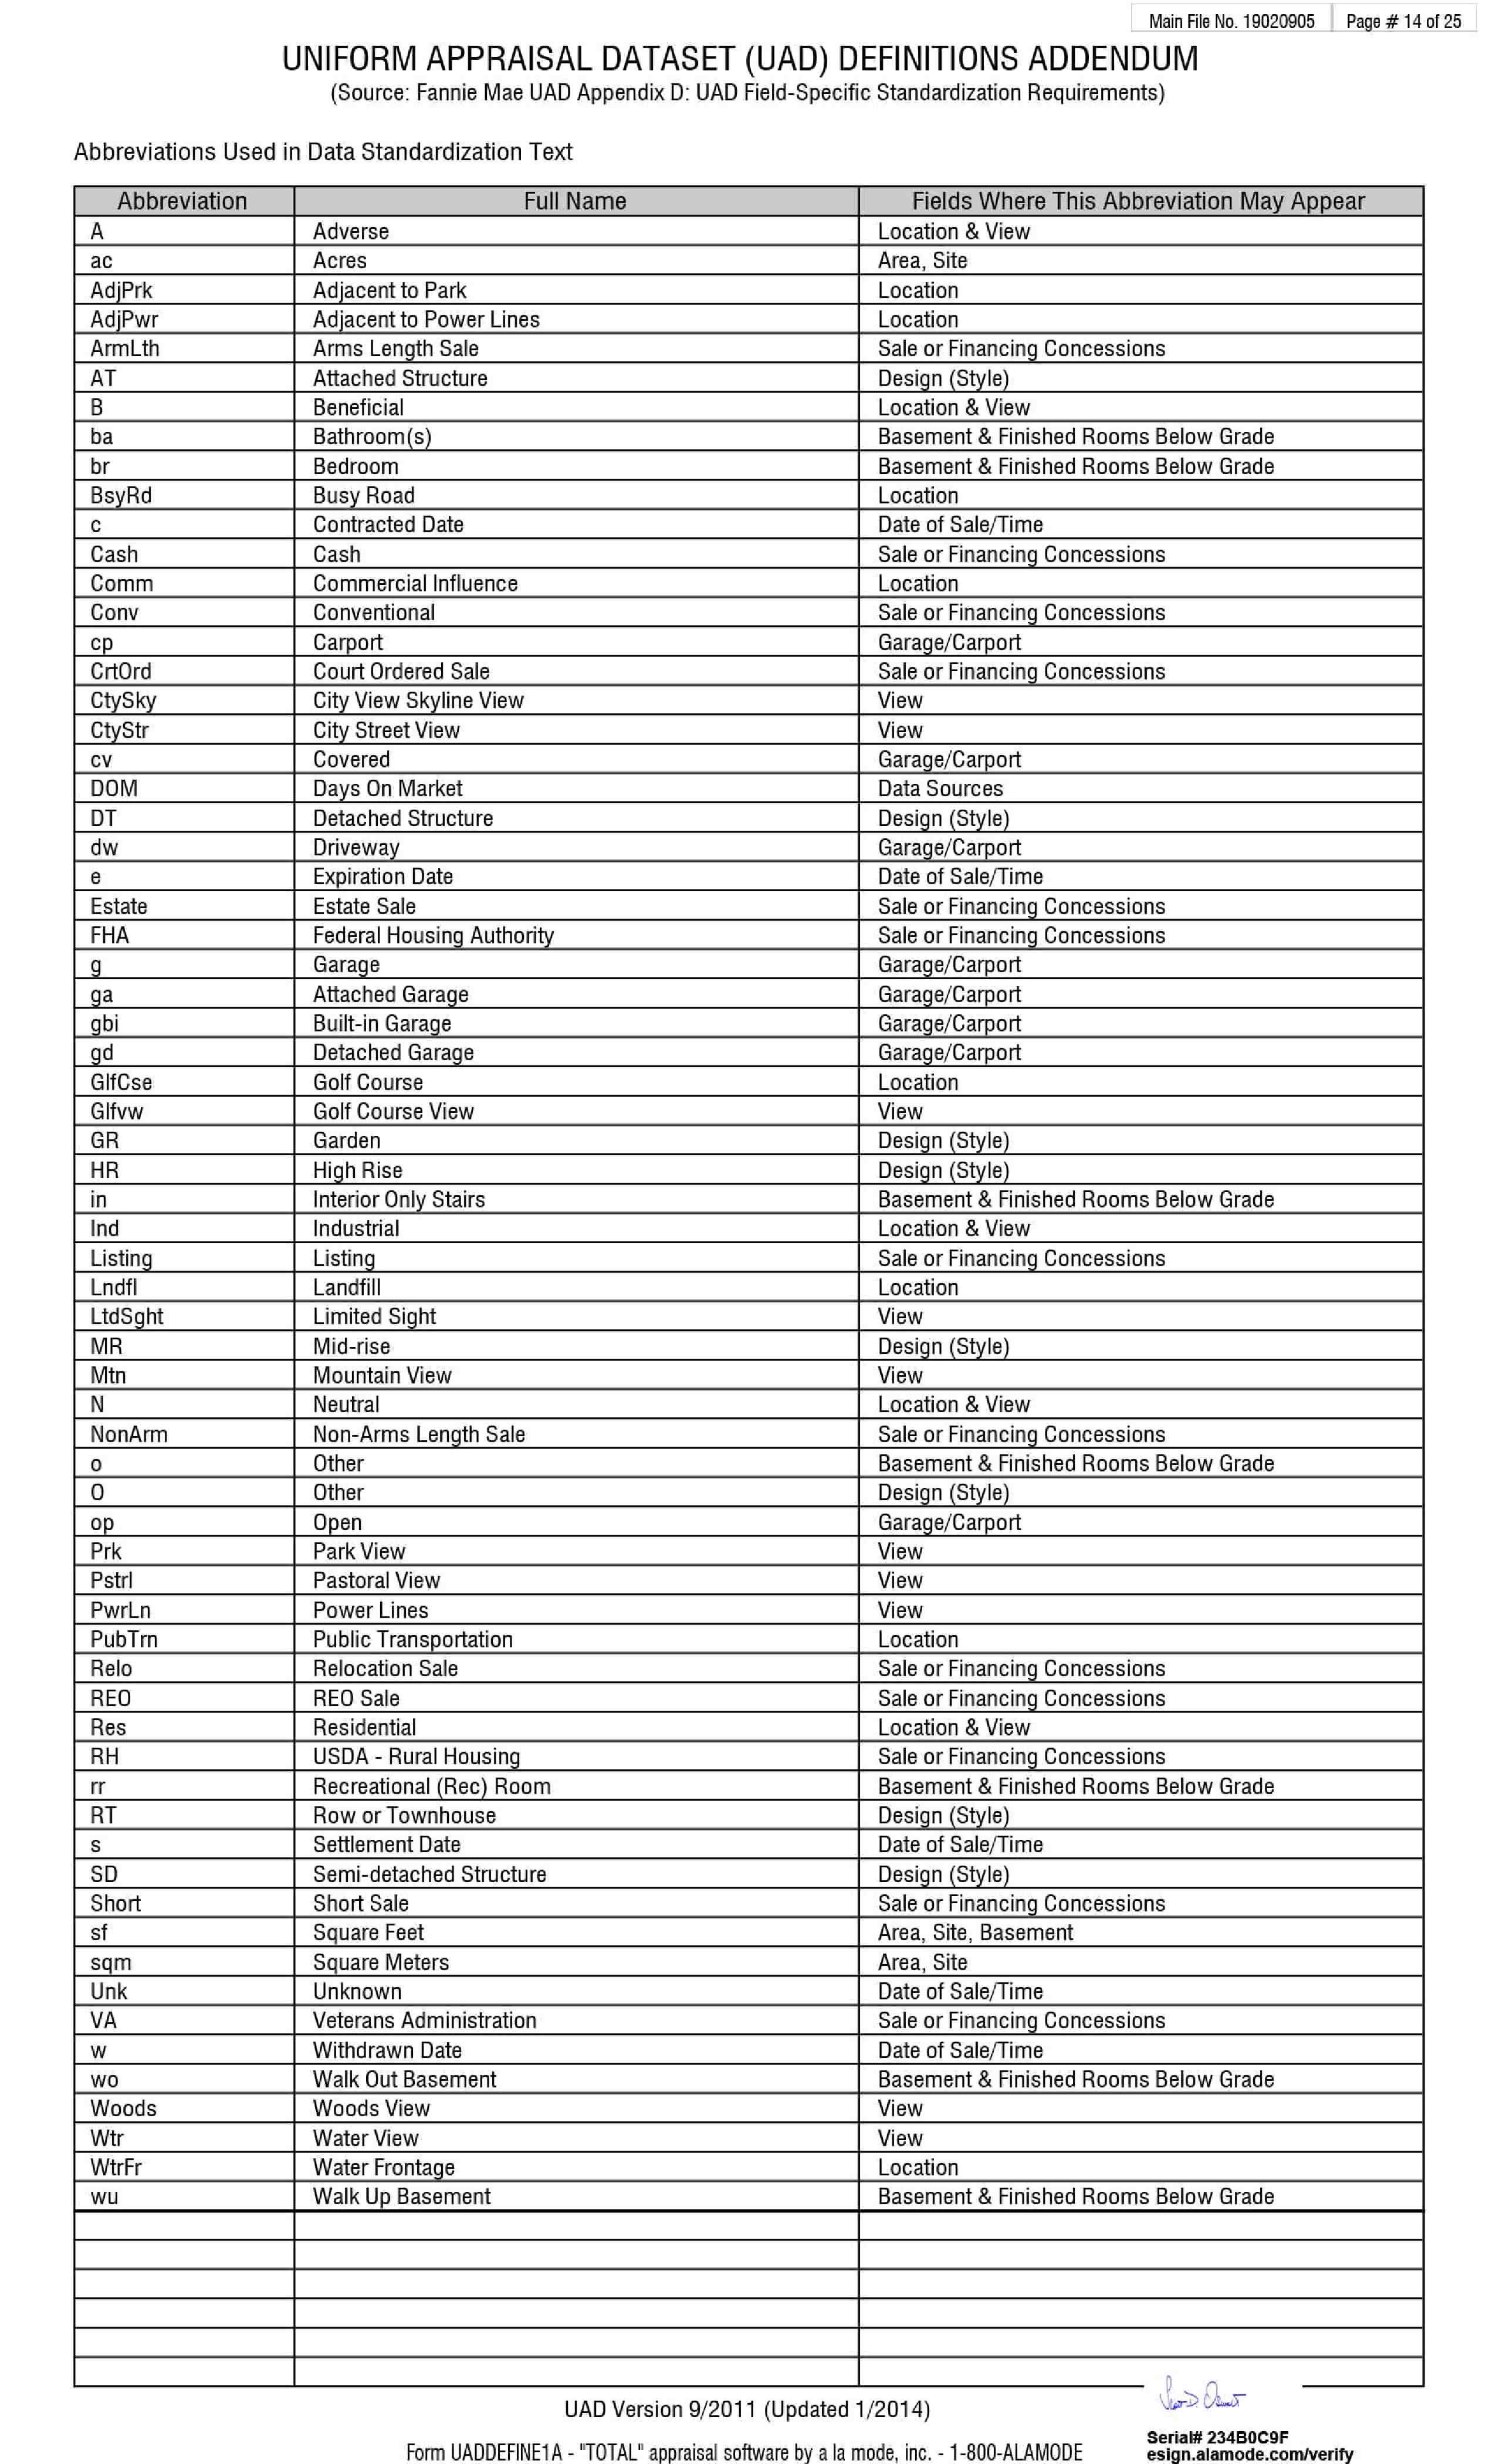 Main File No. 19020905 Page # 14 of 25
UNIFORM APPRAISAL DATASET (UAD) DEFINITIONS ADDENDUM
(Source: Fannie Mae UAD Appendix D: UAD Field-Specific Standardization Requirements)
Abbreviations Used in Data Standardization Text
Abbreviation Full Name Fields Where This Abbreviation May Appear
A Adverse Location & View
ac Acres Area, Site
AdjPrk Adjacent to Park Location
AdjPwr Adjacent to Power Lines Location
ArmLth Arms Length Sale Sale or Financing Concessions
AT Attached Structure Design (Style)
B Beneficial Location & View
ba Bathroom(s) Basement & Finished Rooms Below Grade
br Bedroom Basement & Finished Rooms Below Grade
BsyRd Busy Road Location
c Contracted Date Date of Sale/Time
Cash Cash Sale or Financing Concessions
Comm Commercial Influence Location
Conv Conventional Sale or Financing Concessions
cp Carport Garage/Carport
CrtOrd Court Ordered Sale Sale or Financing Concessions
CtySky City View Skyline View View
CtyStr City Street View View
cv Covered Garage/Carport
DOM Days On Market Data Sources
DT Detached Structure Design (Style)
dw Driveway Garage/Carport
e Expiration Date Date of Sale/Time
Estate Estate Sale Sale or Financing Concessions
FHA Federal Housing Authority Sale or Financing Concessions
g Garage Garage/Carport
ga Attached Garage Garage/Carport
gbi Built-in Garage Garage/Carport
gd Detached Garage Garage/Carport
GlfCse Golf Course Location
Glfvw Golf Course View View
GR Garden Design (Style)
HR High Rise Design (Style)
in Interior Only Stairs Basement & Finished Rooms Below Grade
Ind Industrial Location & View
Listing Listing Sale or Financing Concessions
Lndfl Landfill Location
LtdSght Limited Sight View
MR Mid-rise Design (Style)
Mtn Mountain View View
N Neutral Location & View
NonArm Non-Arms Length Sale Sale or Financing Concessions
o Other Basement & Finished Rooms Below Grade
O Other Design (Style)
op Open Garage/Carport
Prk Park View View
Pstrl Pastoral View View
PwrLn Power Lines View
PubTrn Public Transportation Location
Relo Relocation Sale Sale or Financing Concessions
REO REO Sale Sale or Financing Concessions
Res Residential Location & View
RH USDA - Rural Housing Sale or Financing Concessions
rr Recreational (Rec) Room Basement & Finished Rooms Below Grade
RT Row or Townhouse Design (Style)
s Settlement Date Date of Sale/Time
SD Semi-detached Structure Design (Style)
Short Short Sale Sale or Financing Concessions
sf Square Feet Area, Site, Basement
sqm Square Meters Area, Site
Unk Unknown Date of Sale/Time
VA Veterans Administration Sale or Financing Concessions
w Withdrawn Date Date of Sale/Time
wo Walk Out Basement Basement & Finished Rooms Below Grade
Woods Woods View View
Wtr Water View View
WtrFr Water Frontage Location
wu Walk Up Basement Basement & Finished Rooms Below Grade
UAD Version 9/2011 (Updated 1/2014)
Form UADDEFINE1A - "TOTAL" appraisal software by a la mode, inc. - 1-800-ALAMODE
Serial# 234B0C9F
esign.alamode.com/verify